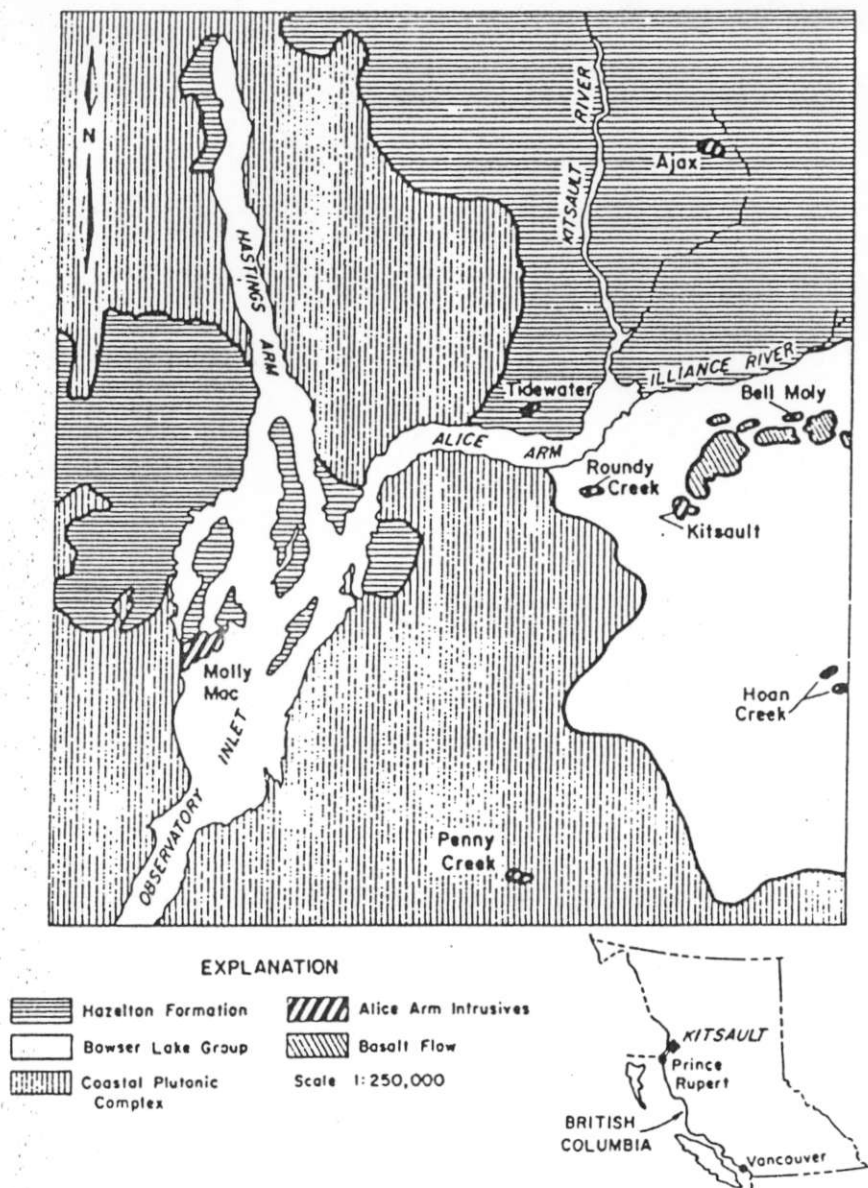 N
HASTINGS
ARM
KITSAULT
RIVER
Ajax
ILLIANCE RIVER
Tidewater
Bell Moly
ALICE
ARM
Roundy
Creek
Kitsault
Molly
Mac
Hoan
Creek
OBSERVATORY
INLET
Penny
Creek
EXPLANATION
Hazelton Formation
Alice Arm Intrusives
Bowser Lake Group
Basalt Flow
Coastal Plutonic
Complex
Scale 1:250,000
KITSAULT
Prince
Rupert
BRITISH
COLUMBIA
Vancouver